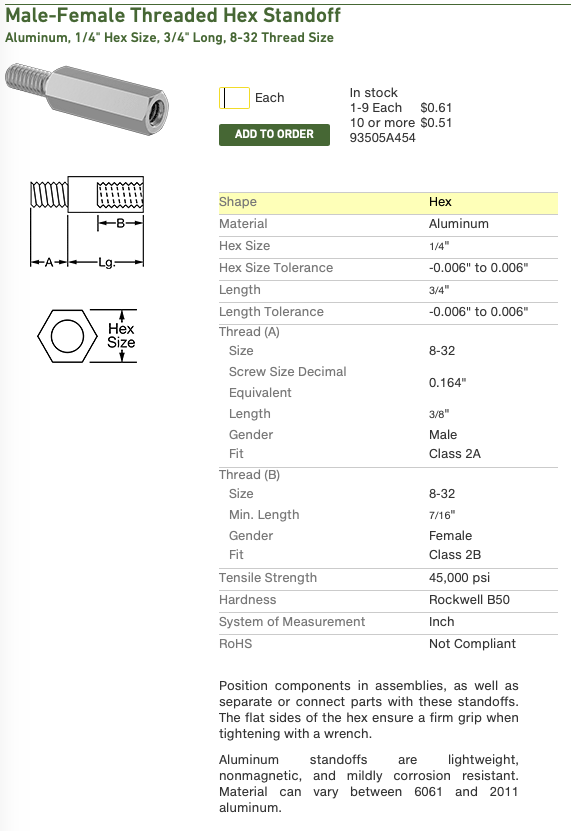 Male-Female Threaded Hex Standoff
Aluminum, 1/4" Hex Size, 3/4" Long, 8-32 Thread Size
Each
ADD TO ORDER
In stock
1-9 Each $0.61
10 or more $0.51
93505A454
B
A
Lg.
Hex
Size
Shape Hex
Material Aluminum
Hex Size 1/4"
Hex Size Tolerance -0.006" to 0.006"
Length 3/4"
Length Tolerance -0.006" to 0.006"
Thread (A)
Size 8-32
Screw Size Decimal
Equivalent 0.164"
Length 3/8"
Gender Male
Fit Class 2A
Thread (B)
Size 8-32
Min. Length 7/16"
Gender Female
Fit Class 2B
Tensile Strength 45,000 psi
Hardness Rockwell B50
System of Measurement Inch
RoHS Not Compliant
Position components in assemblies, as well as
separate or connect parts with these standoffs.
The flat sides of the hex ensure a firm grip when
tightening with a wrench.
Aluminum standoffs are lightweight,
nonmagnetic, and mildly corrosion resistant.
Material can vary between 6061 and 2011
aluminum.